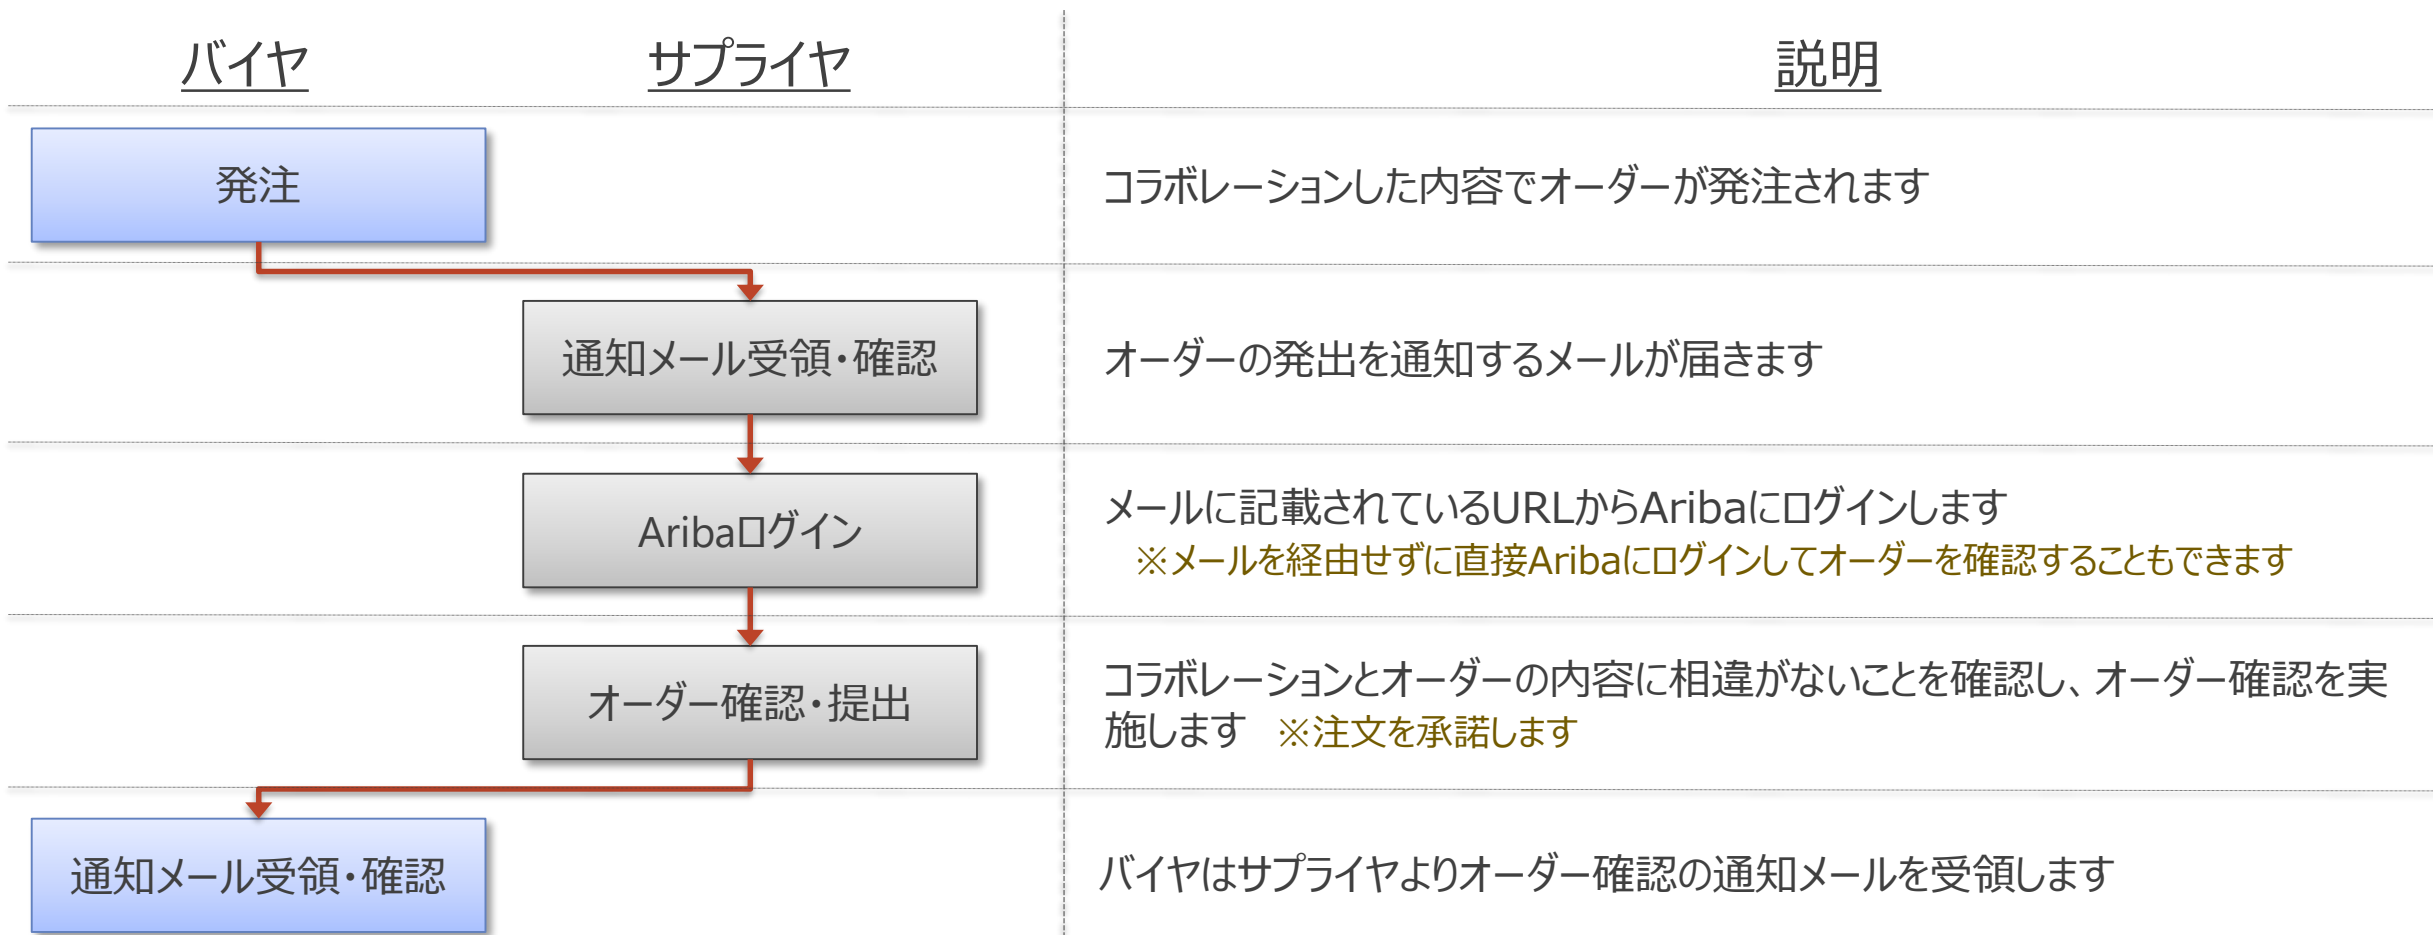 バイヤ
サプライヤ
説明
発注
コラボレーションした内容でオーダーが発注されます
通知メール受領・確認
オーダーの発出を通知するメールが届きます
Aribaログイン
メールに記載されているURLからAribaにログインします
※メールを経由せずに直接Aribaにログインしてオーダーを確認することもできます
オーダー確認・提出
コラボレーションとオーダーの内容に相違がないことを確認し、オーダー確認を実
施します ※注文を承諾します
通知メール受領・確認
バイヤはサプライヤよりオーダー確認の通知メールを受領します